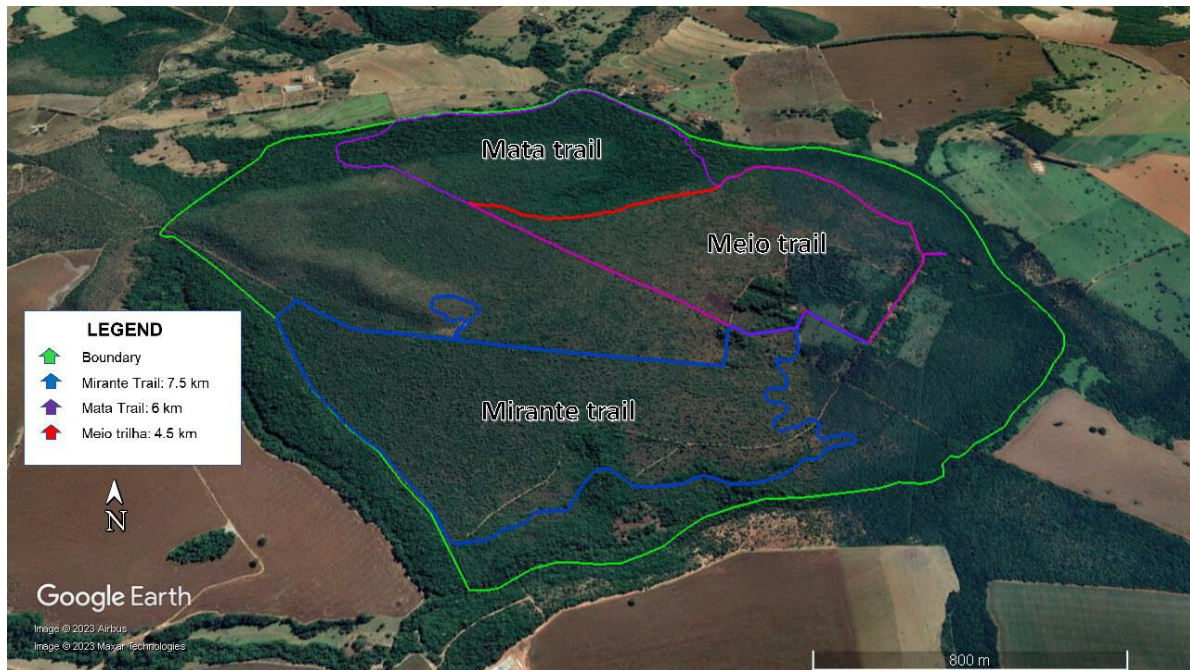 Mata trail
Meio trail
Mirante trail
LEGEND
Boundary
Mirante Trail: 7.5 km
Mata Trail: 6 km
Meio trilha: 4.5 km
N
Google Earth
Image © 2023 Airbus
Image © 2023 Maxar Technologies
800 m